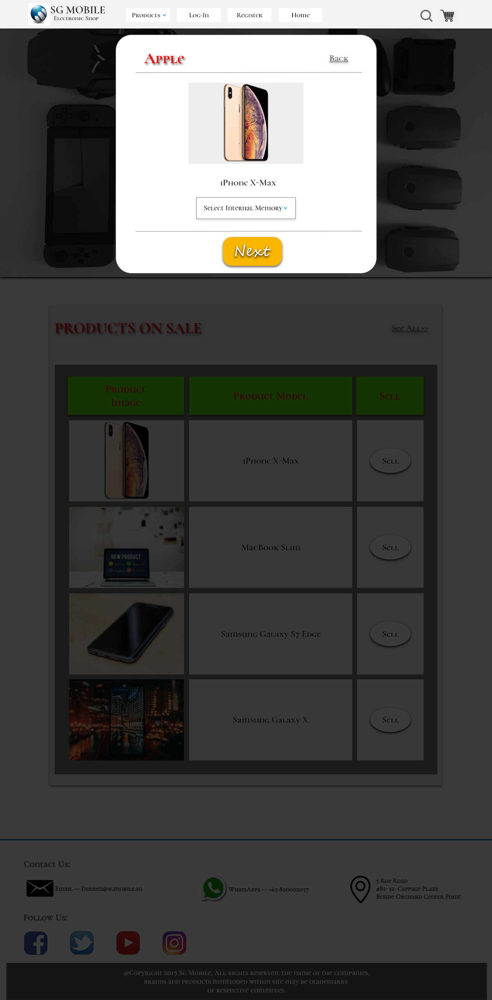 SG MOBILE
Electronic Shop
Products
Log-In
Register
Home
Apple
Back
iPhone X-Max
Select Internal Memory
Next
PRODUCTS ON SALE
See All>>
Product
Image
Product Model
Sell
iPhone X-Max
Sell
NEW PRODUCT
MacBook Slim
Sell
Samsung Galaxy S7 Edge
Sell
Samsung Galaxy X
Sell
Contact Us:
Email -- Darren@sgmobile.sg
WhatsApps -- +65-820002037
5 Koe Road
#B1- 12- Cappage Plaza
Beside Orchard Center Point
Follow Us:
@Copyright 2019 Sg Mobile, All rights reserved. the name of the companies,
brands and products mentioned within site may be trademarks
of respective companies.